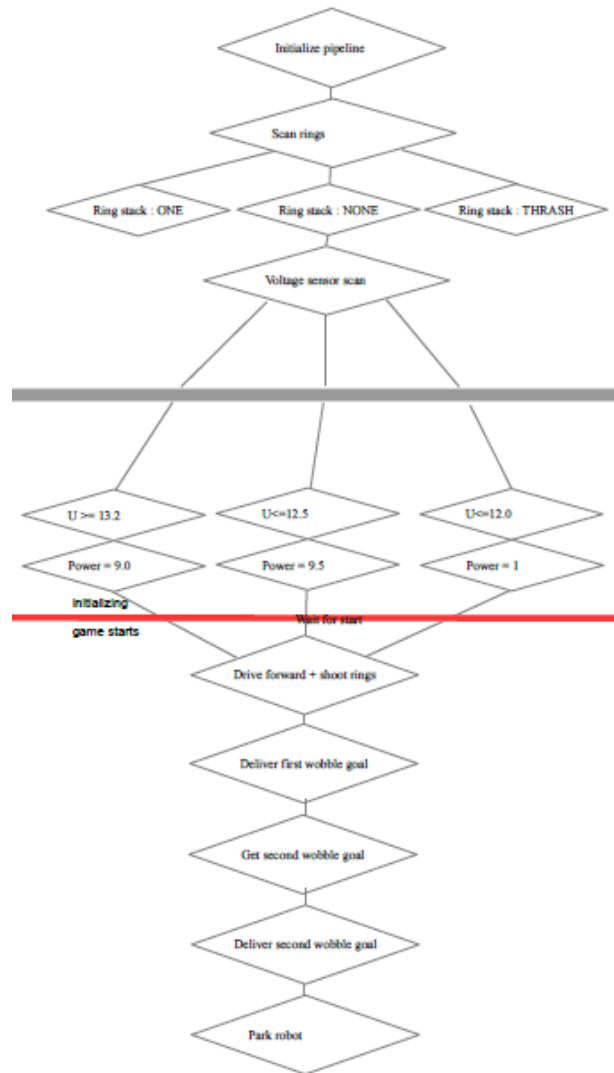 Initialize pipeline
Scan rings
Ring stack : ONE
Ring stack : NONE
Ring stack : THRASH
Voltage sensor scan
U >= 13.2
U<=12.5
U<=12.0
Power = 9.0
Power = 9.5
Power = 1
initializing
Wait for start
game starts
Drive forward + shoot rings
Deliver first wobble goal
Get second wobble goal
Deliver second wobble goal
Park robot